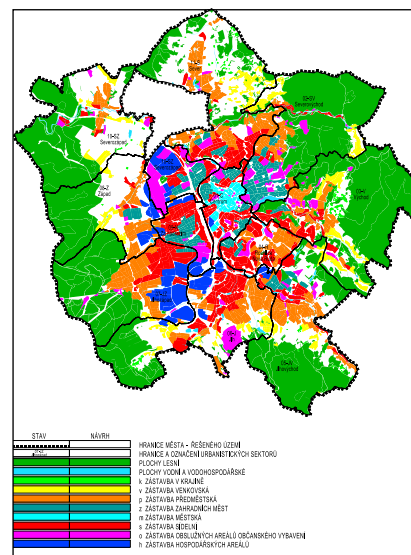 Severovýchod
10-SZ
Severozápad
Západ
Východ
Jihovýchod
STAV NÁVRH
HRANICE MĚSTA - ŘEŠENÉHO ÚZEMÍ
HRANICE A OZNAČENÍ URBANISTICKÝCH SEKTORŮ
PLOCHY LESNÍ
PLOCHY VODNÍ A VODOHOSPODÁŘSKÉ
k ZÁSTAVBA V KRAJINĚ
v ZÁSTAVBA VENKOVSKÁ
p ZÁSTAVBA PŘEDMĚSTSKÁ
z ZÁSTAVBA ZAHRADNÍCH MĚST
m ZÁSTAVBA MĚSTSKÁ
s ZÁSTAVBA SÍDELNÍ
o ZÁSTAVBA OBSLUŽNÝCH AREÁLŮ OBČANSKÉHO VYBAVENÍ
h ZÁSTAVBA HOSPODÁŘSKÝCH AREÁLŮ